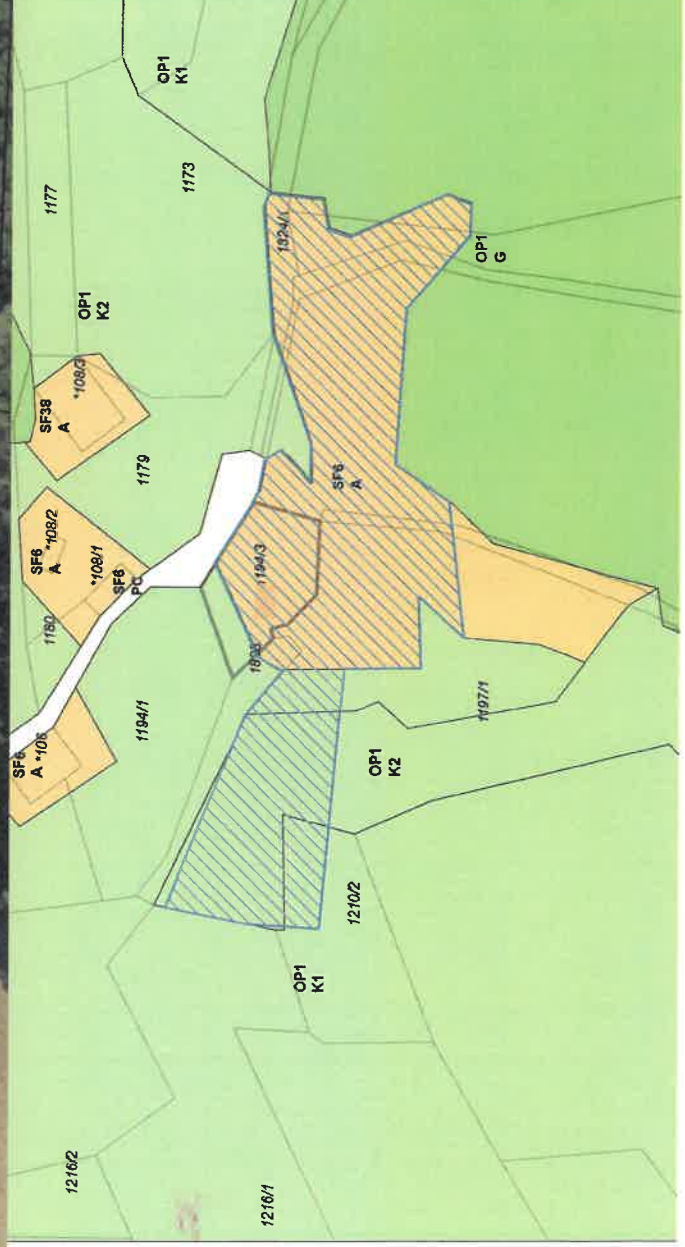 OP1
K1
1177
1173
OP1
K2
SF38
A
*108/3
1179
SF6
A
*108/2
*108/1
SF6
PC
1180
SF6
A
*106
1194/1
1324/1
OP1
G
SF6
A
1194/3
1197/1
OP1
K2
1210/2
OP1
K1
1216/2
1216/1